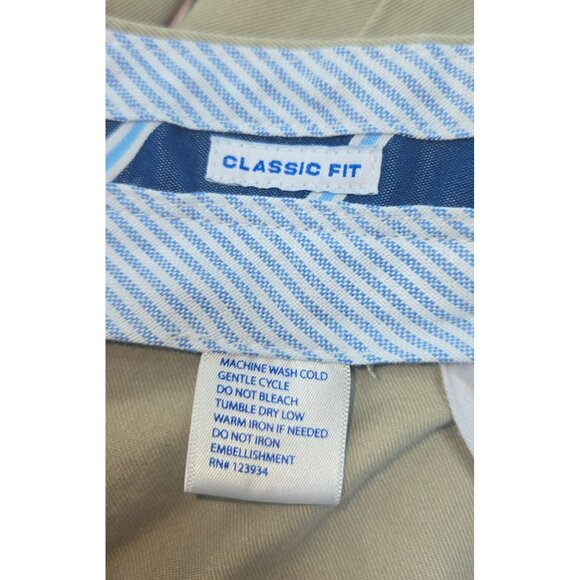 CLASSIC FIT
MACHINE WASH COLD
GENTLE CYCLE
DO NOT BLEACH
TUMBLE DRY LOW
WARM IRON IF NEEDED
DO NOT IRON
EMBELLISHMENT
RN# 123934